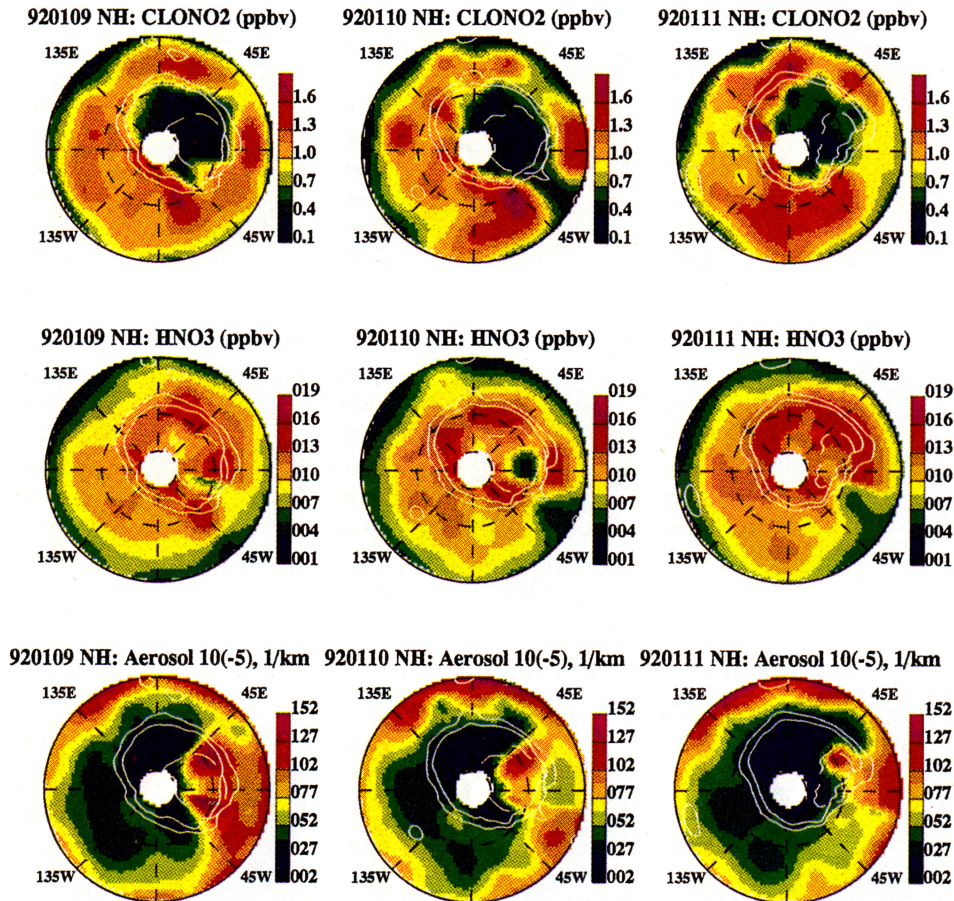 920109 NH: CLONO2 (ppbv) 920110 NH: CLONO2 (ppbv) 920111 NH: CLONO2 (ppbv)
135E 45E 135E 45E 135E 45E
1.6 1.6 1.6
1.3 1.3 1.3
1.0 1.0 1.0
0.7 0.7 0.7
0.4 0.4 0.4
135W 45W 0.1 135W 45W 0.1 135W 45W 0.1
920109 NH: HNO3 (ppbv) 920110 NH: HNO3 (ppbv) 920111 NH: HNO3 (ppbv)
135E 45E 019 135E 45E 019 135E 45E 019
016 016 016
013 013 013
010 010 010
007 007 007
004 004 004
135W 45W 001 135W 45W 001 135W 45W 001
920109 NH: Aerosol 10(-5), 1/km 920110 NH: Aerosol 10(-5), 1/km 920111 NH: Aerosol 10(-5), 1/km
135E 45E 152 135E 45E 152 135E 45E 152
127 127 127
102 102 102
077 077 077
052 052 052
027 027 027
135W 45W 002 135W 45W 002 135W 45W 002